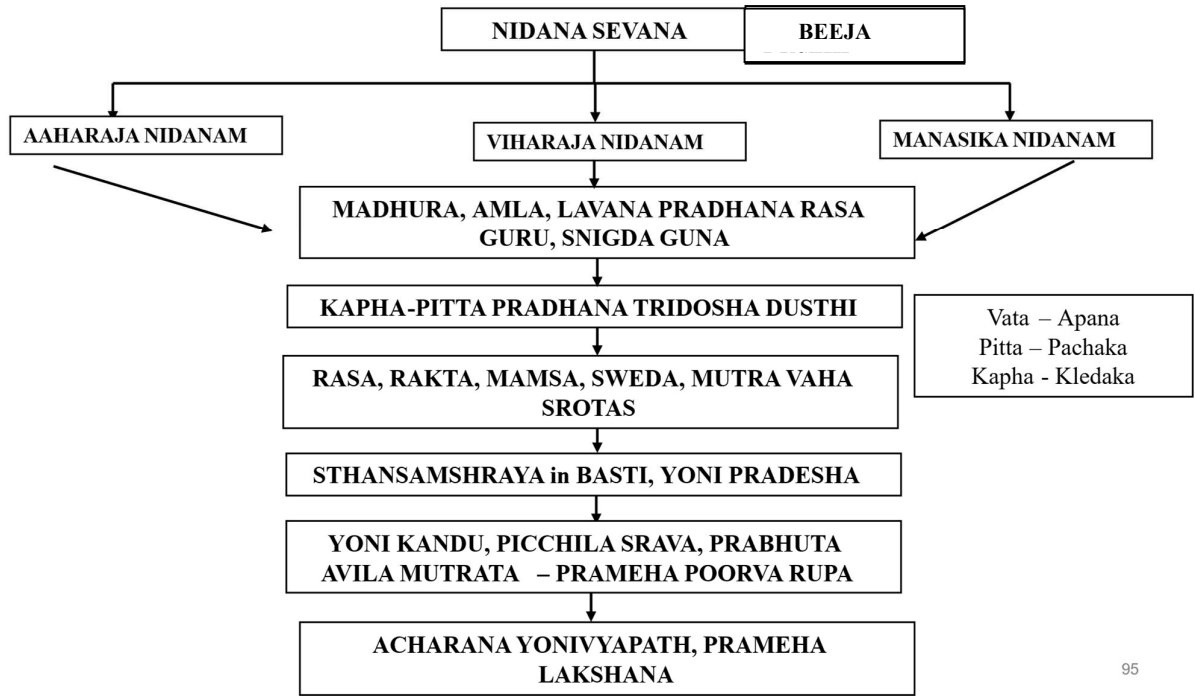 NIDANA SEVANA
BEEJA
AAHARAJA NIDANAM
VIHARAJA NIDANAM
MANASIKA NIDANAM
MADHURA, AMLA, LAVANA PRADHANA RASA
GURU, SNIGDA GUNA
KAPHA-PITTA PRADHANA TRIDOSHA DUSTHI
Vata – Apana
Pitta – Pachaka
Kapha - Kledaka
RASA, RAKTA, MAMSA, SWEDA, MUTRA VAHA
SROTAS
STHANSAMSHRAYA in BASTI, YONI PRADESHA
YONI KANDU, PICCHILA SRAVA, PRABHUTA
AVILA MUTRATA – PRAMEHA POORVA RUPA
ACHARANA YONIVYAPATH, PRAMEHA
LAKSHANA
95